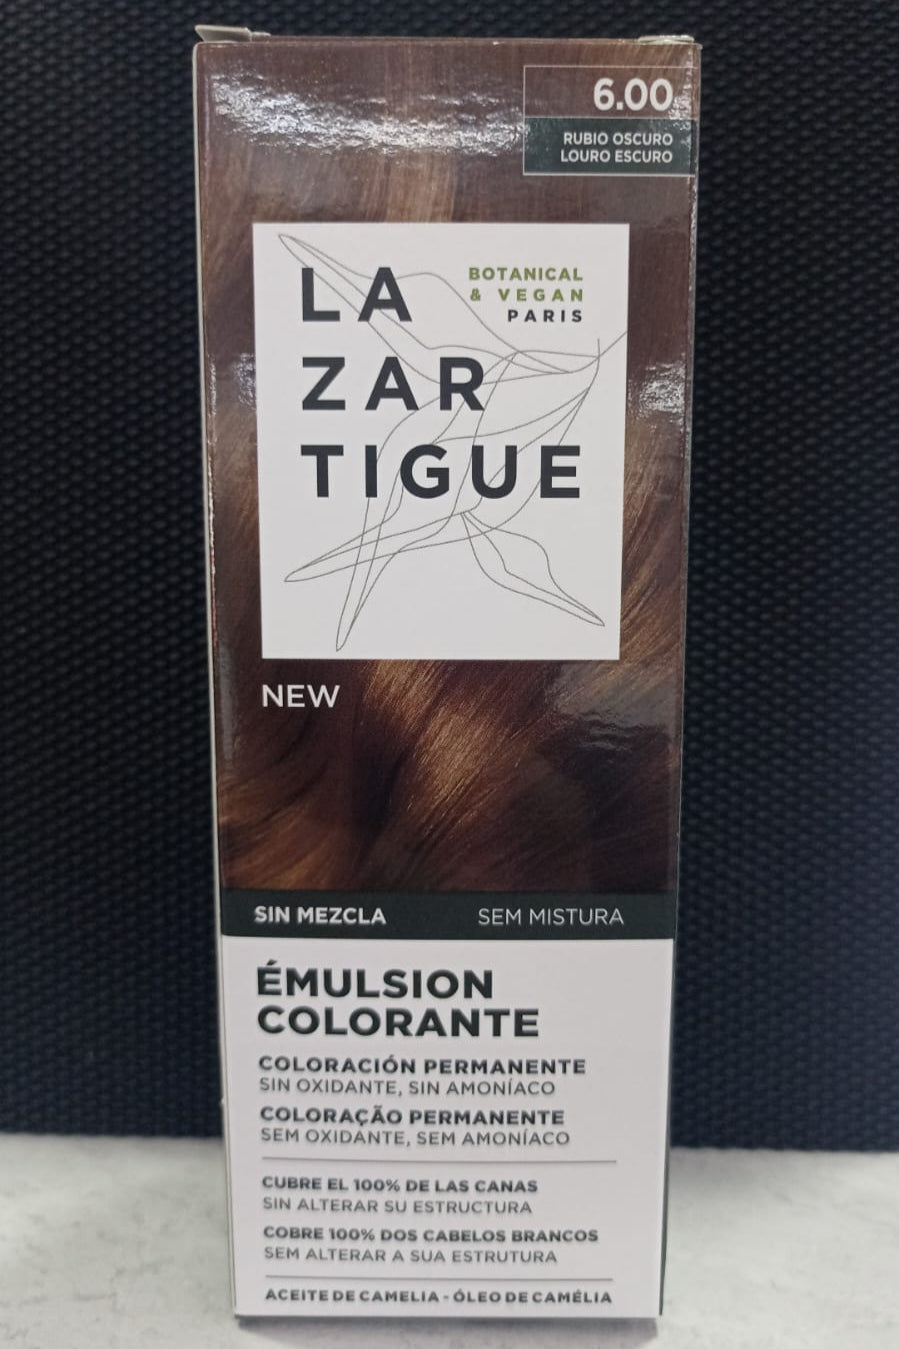 6.00
RUBIO OSCURO
LOURO ESCURO
LA
ZAR
TIGUE
BOTANICAL
& VEGAN
PARIS
NEW
SIN MEZCLA
SEM MISTURA
ÉMULSION
COLORANTE
COLORACIÓN PERMANENTE
SIN OXIDANTE, SIN AMONÍACO
COLORAÇÃO PERMANENTE
SEM OXIDANTE, SEM AMONÍACO
CUBRE EL 100% DE LAS CANAS
SIN ALTERAR SU ESTRUCTURA
COBRE 100% DOS CABELOS BRANCOS
SEM ALTERAR A SUA ESTRUTURA
ACEITE DE CAMELIA - ÓLEO DE CAMÉLIA